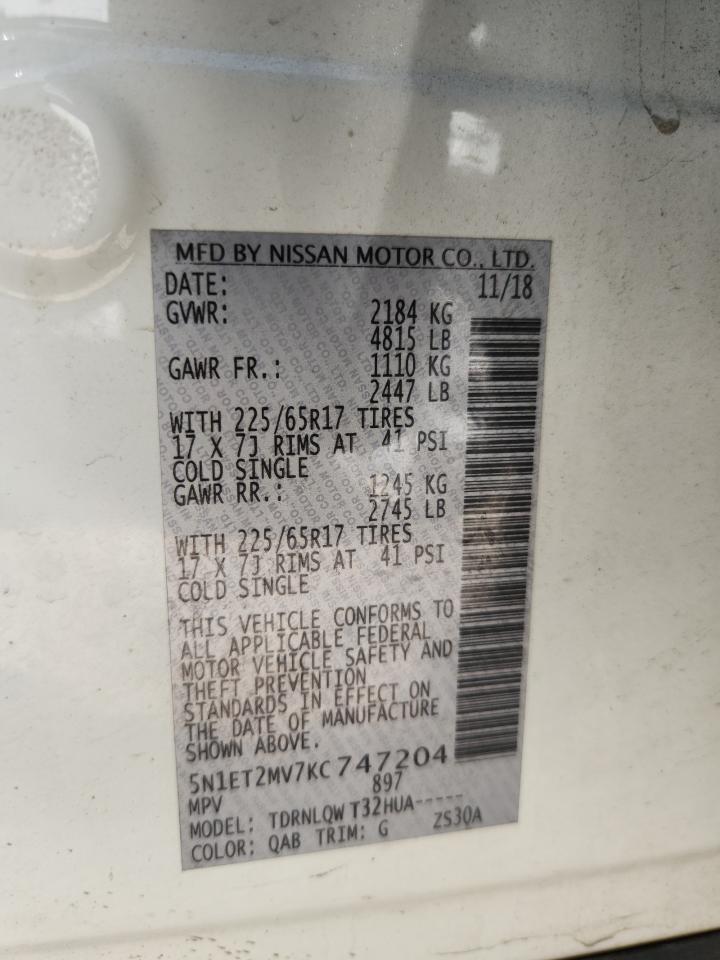 MFD BY NISSAN MOTOR CO., LTD.
DATE: 11/18
GVWR: 2184 KG
4815 LB
GAWR FR.: 1110 KG
2447 LB
WITH 225/65R17 TIRES
17 X 7J RIMS AT 41 PSI
COLD SINGLE
GAWR RR.: 1245 KG
2745 LB
WITH 225/65R17 TIRES
17 X 7J RIMS AT 41 PSI
COLD SINGLE
THIS VEHICLE CONFORMS TO
ALL APPLICABLE FEDERAL
MOTOR VEHICLE SAFETY AND
THEFT PREVENTION
STANDARDS IN EFFECT ON
THE DATE OF MANUFACTURE
SHOWN ABOVE.
5N1ET2MV7KC747204
MPV 897
MODEL: TDRNLQW T32HUA-----
COLOR: QAB TRIM: G ZS30A